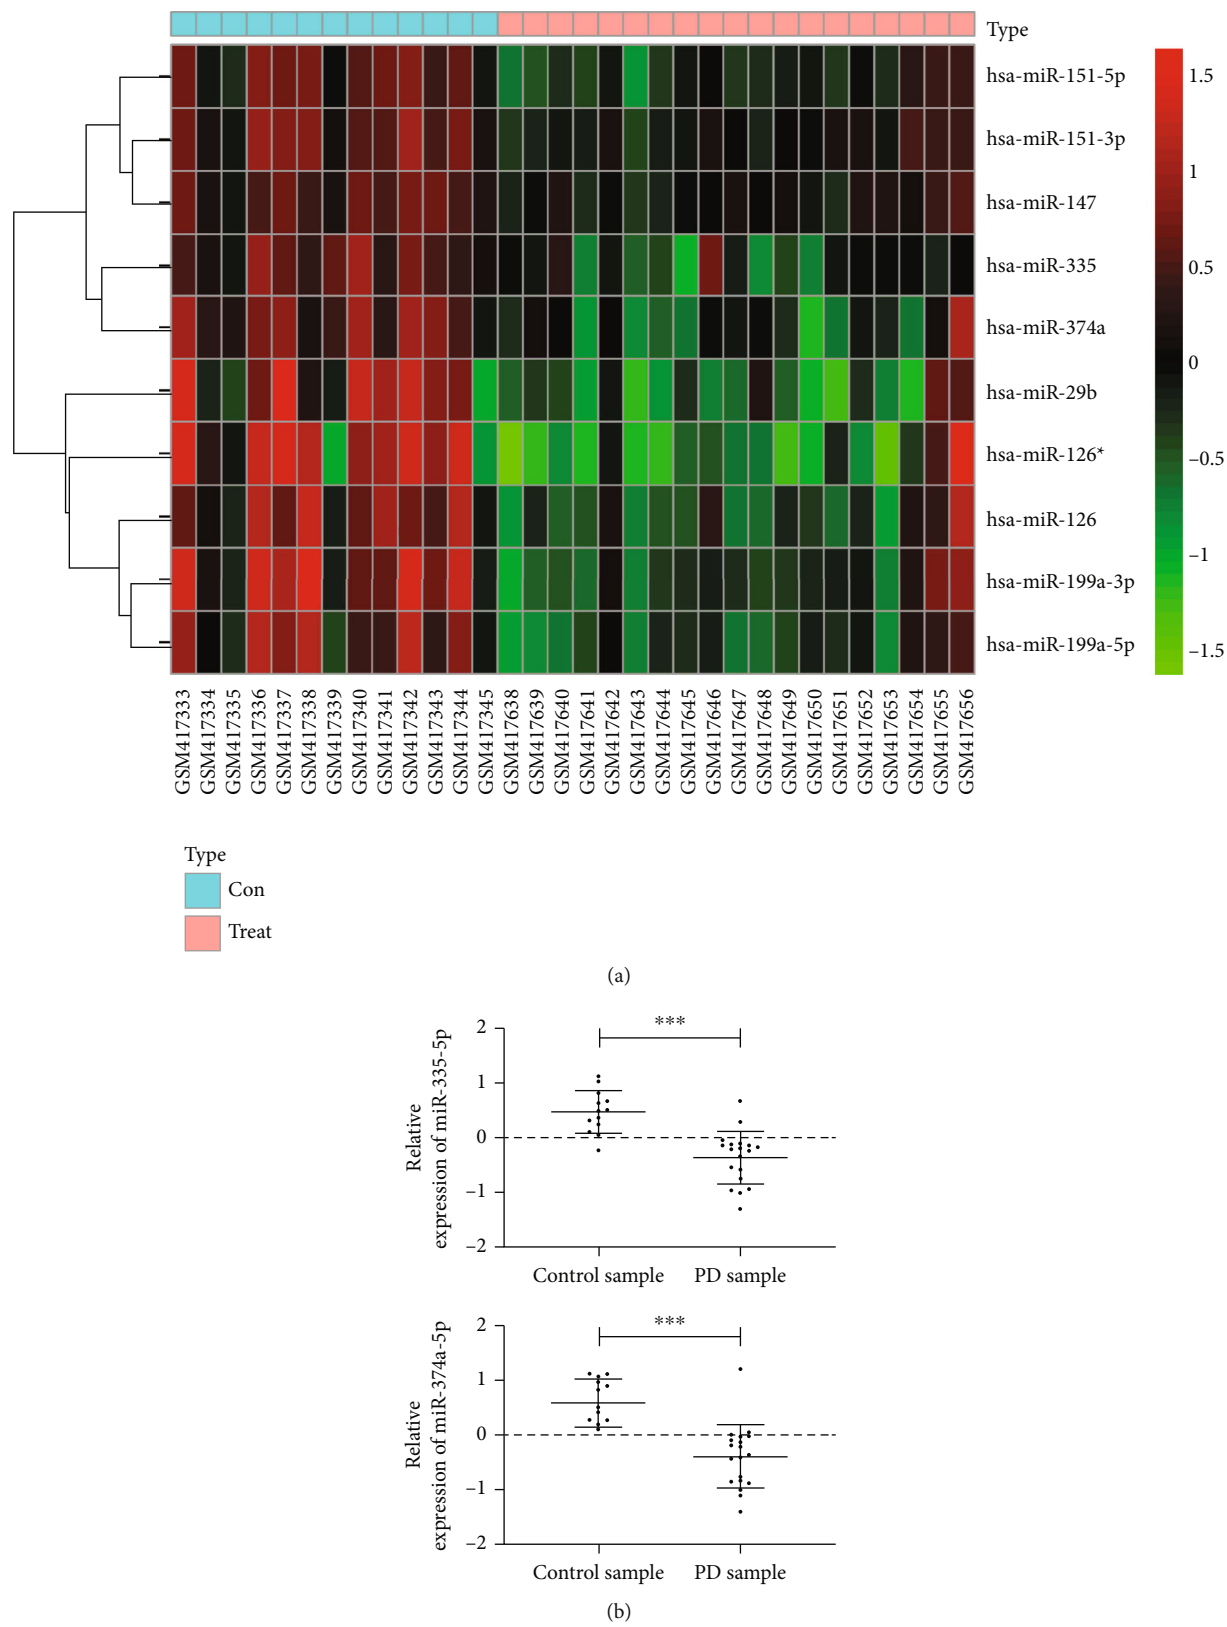 Type
hsa-miR-151-5p
hsa-miR-151-3p
hsa-miR-147
hsa-miR-335
hsa-miR-374a
hsa-miR-29b
hsa-miR-126*
hsa-miR-126
hsa-miR-199a-3p
hsa-miR-199a-5p
1.5
1
0.5
0
–0.5
–1
–1.5
GSM417333
GSM417334
GSM417335
GSM417336
GSM417337
GSM417338
GSM417339
GSM417340
GSM417341
GSM417342
GSM417343
GSM417344
GSM417345
GSM417638
GSM417639
GSM417640
GSM417641
GSM417642
GSM417643
GSM417644
GSM417645
GSM417646
GSM417647
GSM417648
GSM417649
GSM417650
GSM417651
GSM417652
GSM417653
GSM417654
GSM417655
GSM417656
Type
Con
Treat
(a)
Relative
expression of miR-335-5p
2
1
0
–1
–2
***
Control sample PD sample
Relative
expression of miR-374a-5p
2
1
0
–1
–2
***
Control sample PD sample
(b)